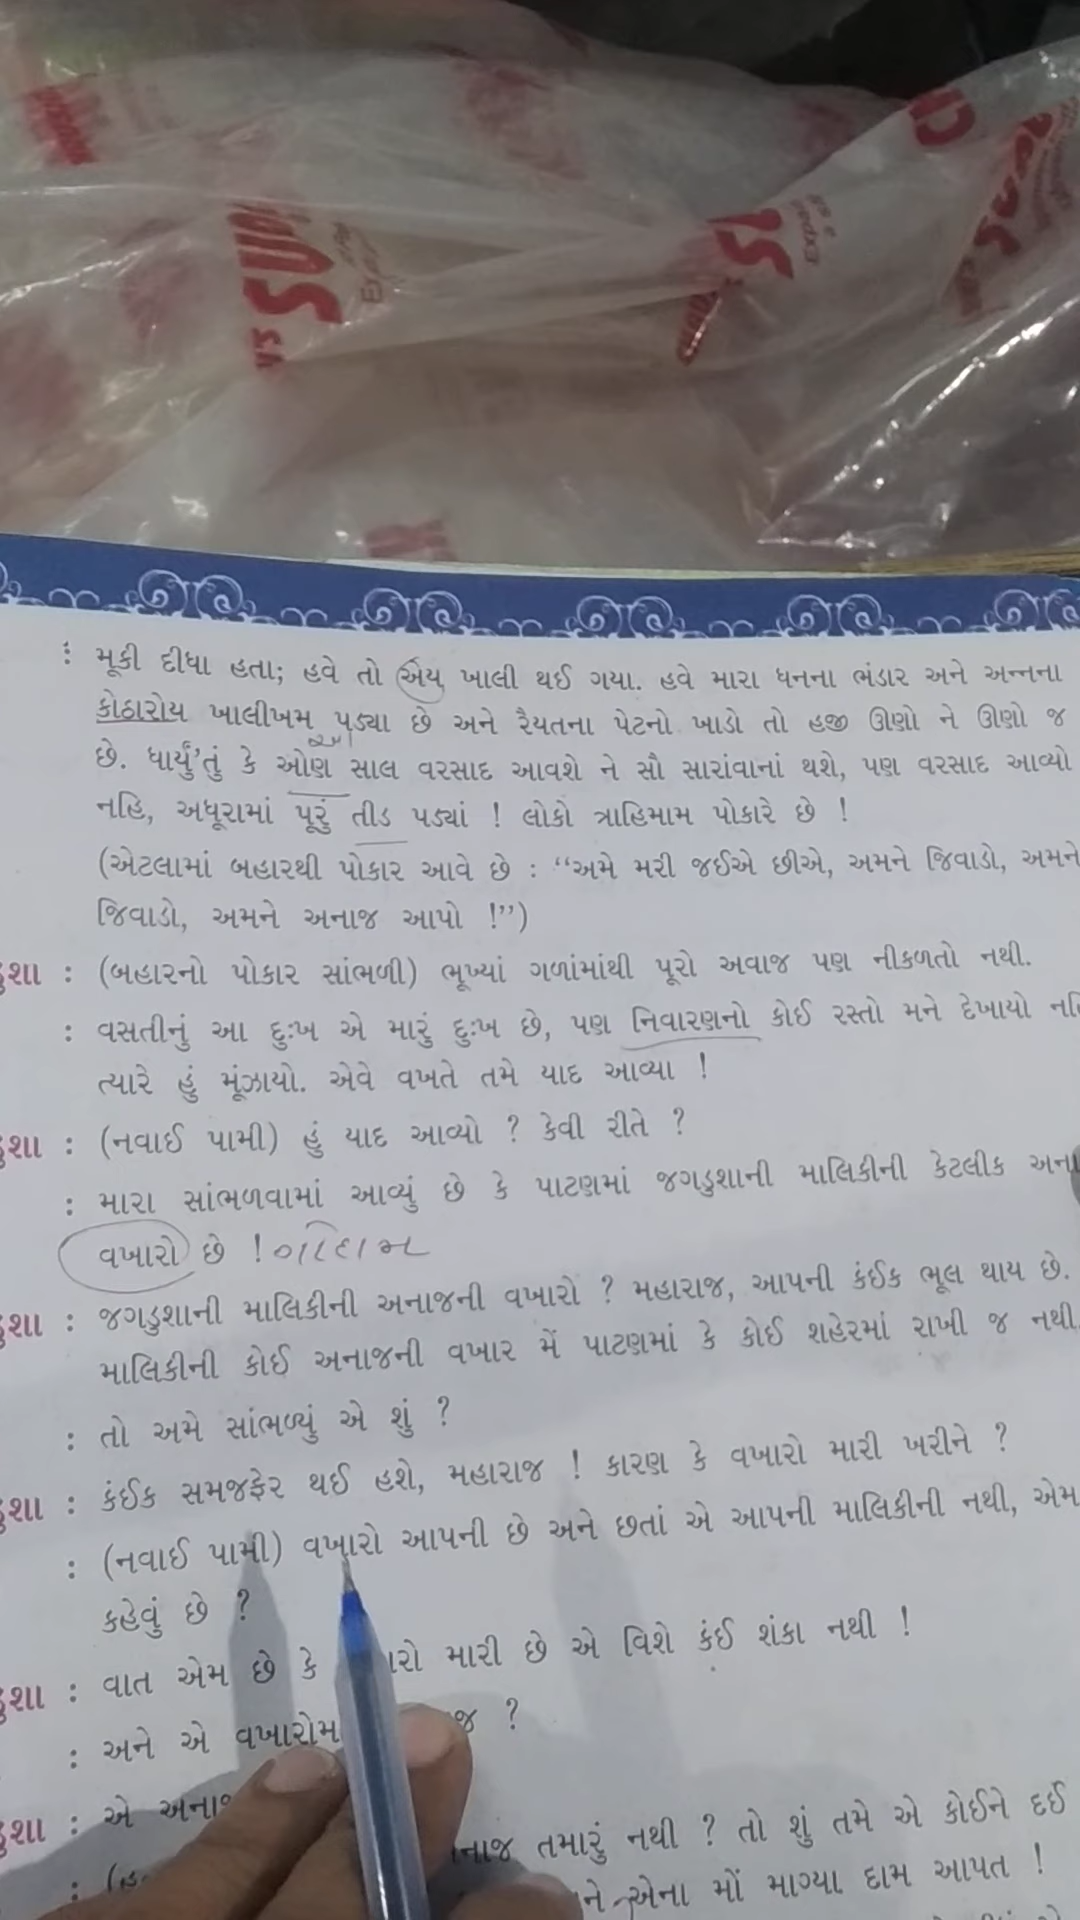 : મૂકી દીધા હતા; હવે તો એય ખાલી થઈ ગયા. હવે મારા ધનના ભંડાર અને અન્નના
કોઠારોય ખાલીખમ પડ્યા છે અને રૈયતના પેટનો ખાડો તો હજી ઊણો ને ઊણો જ
છે. ધાર્યું'તું કે ઓણ સાલ વરસાદ આવશે ને સૌ સારાંવાનાં થશે, પણ વરસાદ આવ્યો
નહિ, અધૂરામાં પૂરું તીડ પડ્યાં ! લોકો ત્રાહિમામ પોકારે છે !
(એટલામાં બહારથી પોકાર આવે છે : “અમે મરી જઈએ છીએ, અમને જિવાડો, અમને
જિવાડો, અમને અનાજ આપો !”)
ડુશા : (બહારનો પોકાર સાંભળી) ભૂખ્યાં ગળાંમાંથી પૂરો અવાજ પણ નીકળતો નથી.
: વસતીનું આ દુઃખ એ મારું દુઃખ છે, પણ નિવારણનો કોઈ રસ્તો મને દેખાયો નહિ
ત્યારે હું મૂંઝાયો. એવે વખતે તમે યાદ આવ્યા !
ડુશા : (નવાઈ પામી) હું યાદ આવ્યો ? કેવી રીતે ?
: મારા સાંભળવામાં આવ્યું છે કે પાટણમાં જગડુશાની માલિકીની કેટલીક અના
વખારો છે !
ડુશા : જગડુશાની માલિકીની અનાજની વખારો ? મહારાજ, આપની કંઈક ભૂલ થાય છે.
માલિકીની કોઈ અનાજની વખાર મેં પાટણમાં કે કોઈ શહેરમાં રાખી જ નથી.
: તો અમે સાંભળ્યું એ શું ?
ડુશા : કંઈક સમજફેર થઈ હશે, મહારાજ ! કારણ કે વખારો મારી ખરીને ?
: (નવાઈ પામી) વખારો આપની છે અને છતાં એ આપની માલિકીની નથી, એમ
કહેવું છે ?
ડુશા : વાત એમ છે કે ારો મારી છે એ વિશે કંઈ શંકા નથી !
: અને એ વખારોમ જ ?
ડુશા : એ અનાજ
નાજ તમારું નથી ? તો શું તમે એ કોઈને દઈ
ને એના મોં માગ્યા દામ આપત !